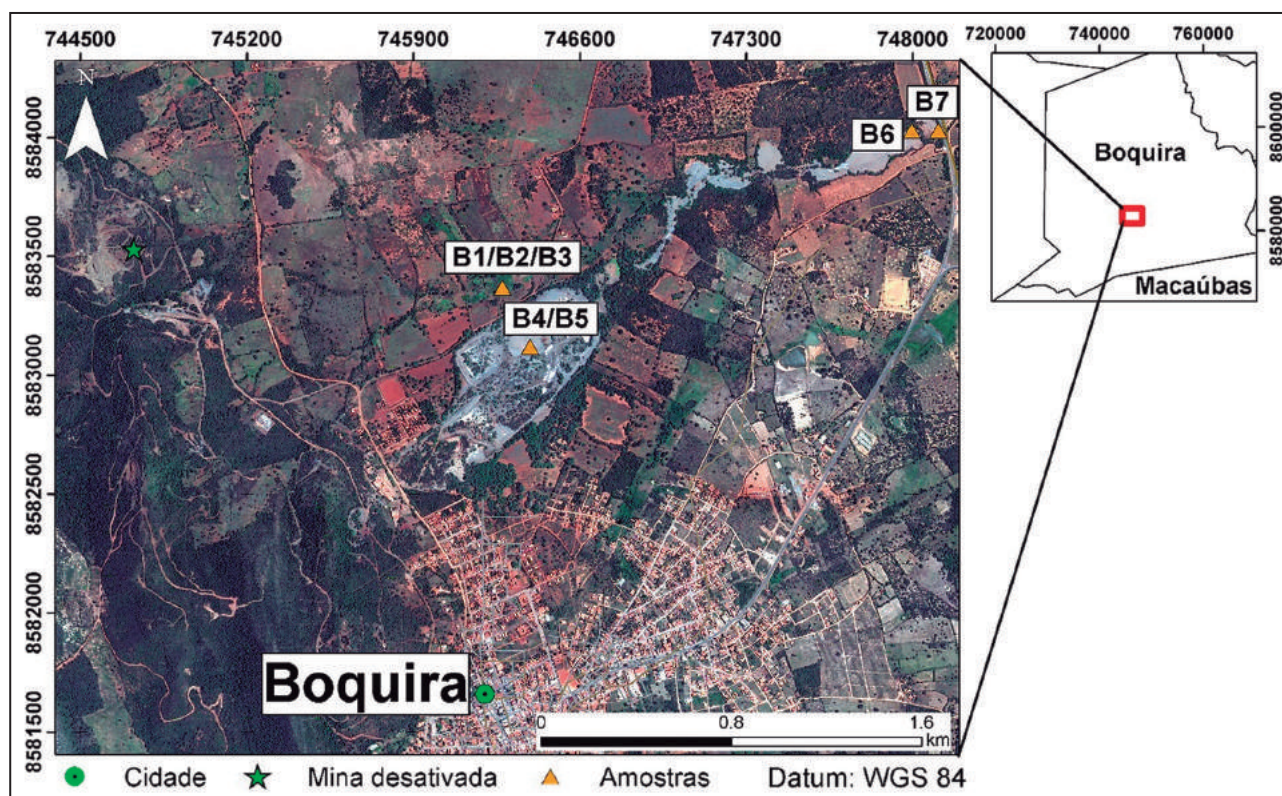 744500 745200 745900 746600 747300 748000
720000 740000 760000
N
8584000
8583500
8583000
8582500
8582000
8581500
B7
B6
B1/B2/B3
B4/B5
Boquira
0 0.8 1.6
km
Boquira
Macaúbas
8600000
8580000
Cidade Mina desativada Amostras Datum: WGS 84